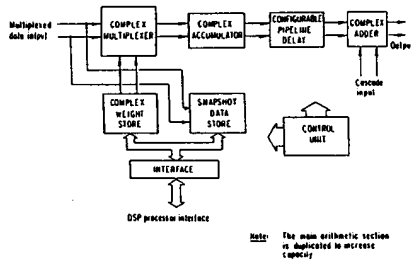 Multiplexed
data input
COMPLEX
MULTIPLEXER
COMPLEX
ACCUMULATOR
CONFIGURABLE
PIPELINE
DELAY
COMPLEX
ADDER
Output
Cascade
input
COMPLEX
WEIGHT
STORE
SNAPSHOT
DATA
STORE
CONTROL
UNIT
INTERFACE
DSP processor interface
Note: The main arithmetic section
is duplicated to increase
capacity